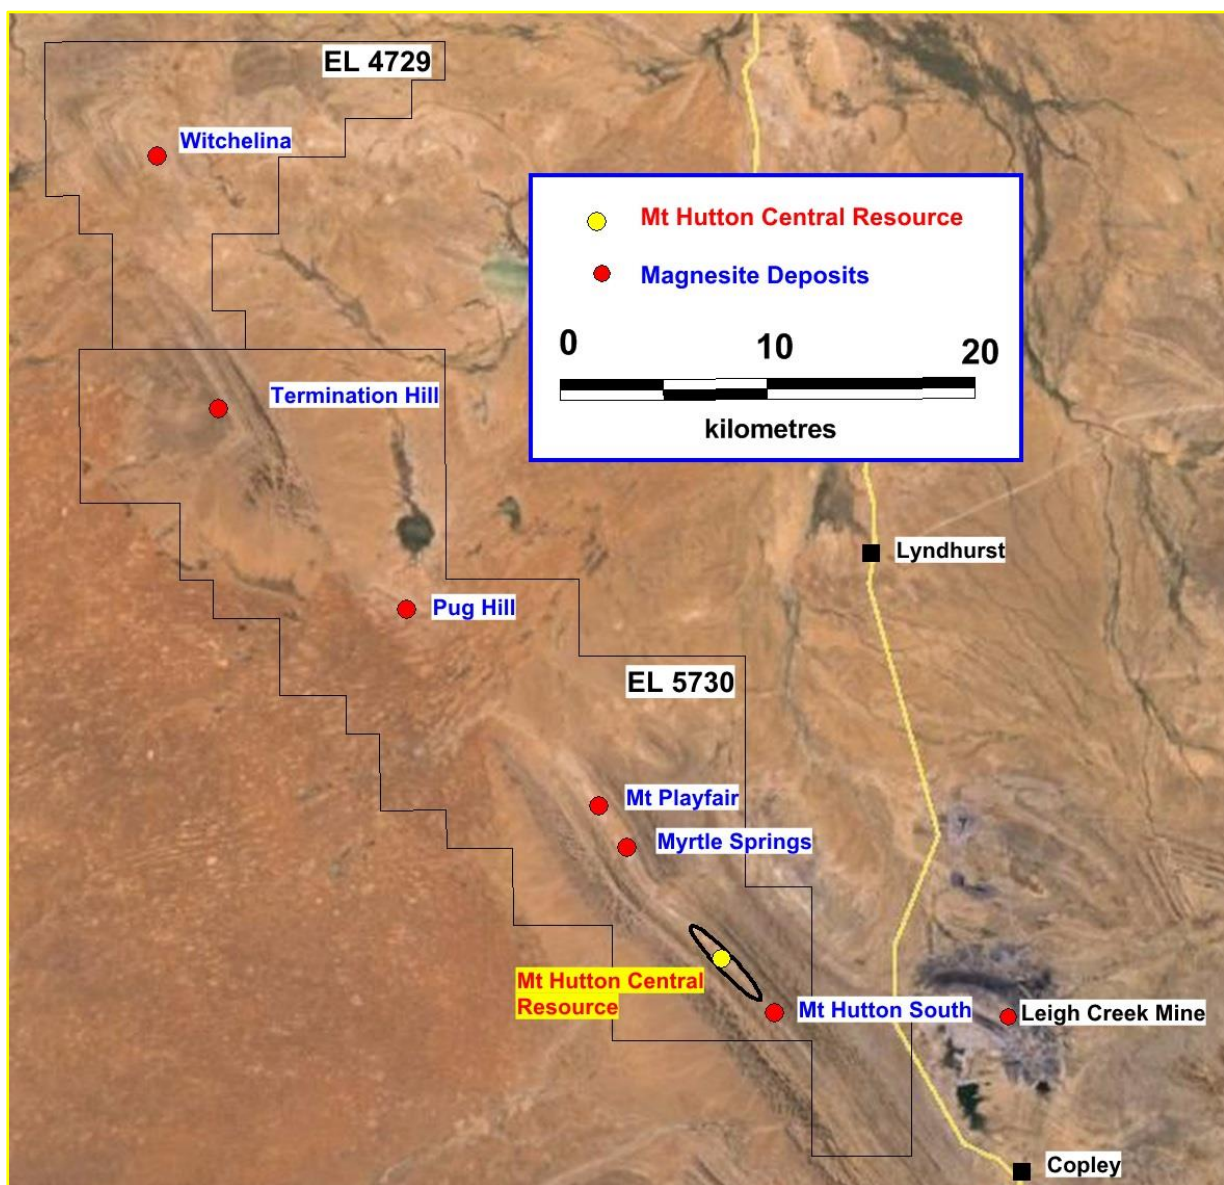 EL 4729
Witchelina
Mt Hutton Central Resource
Magnesite Deposits
0 10 20
kilometres
Termination Hill
Lyndhurst
Pug Hill
EL 5730
Mt Playfair
Myrtle Springs
Mt Hutton Central
Resource
Mt Hutton South
Leigh Creek Mine
Copley